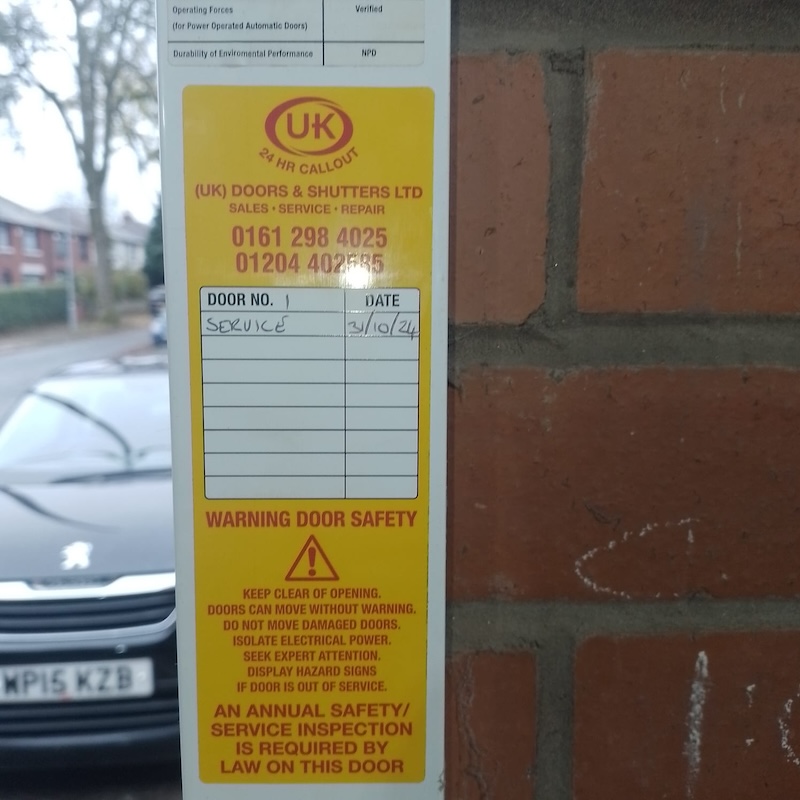 Operating Forces Verified
(for Power Operated Automatic Doors)
Durability of Enviromental Performance NPD
UK
24 HR CALLOUT
(UK) DOORS & SHUTTERS LTD
SALES • SERVICE • REPAIR
0161 298 4025
01204 402585
DOOR NO. 1 DATE
SERVICE 31/10/24
WARNING DOOR SAFETY
KEEP CLEAR OF OPENING.
DOORS CAN MOVE WITHOUT WARNING.
DO NOT MOVE DAMAGED DOORS.
ISOLATE ELECTRICAL POWER.
SEEK EXPERT ATTENTION.
DISPLAY HAZARD SIGNS
IF DOOR IS OUT OF SERVICE.
AN ANNUAL SAFETY/
SERVICE INSPECTION
IS REQUIRED BY
LAW ON THIS DOOR
WP15 KZB